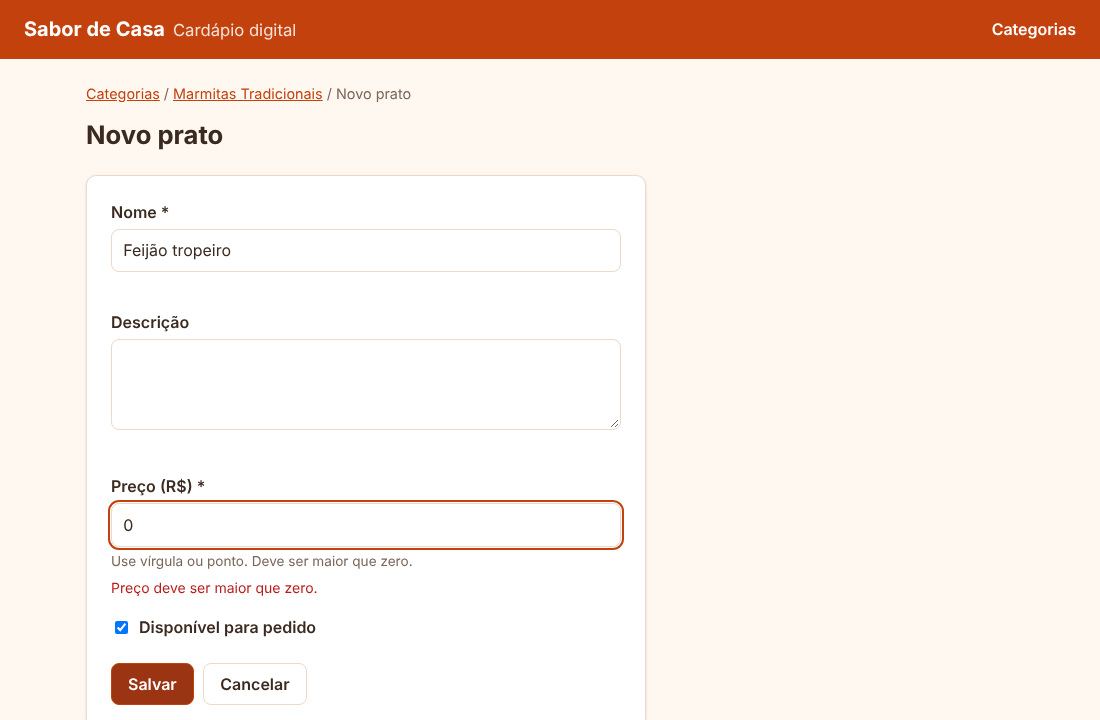 Sabor de Casa Cardápio digital Categorias
Categorias / Marmitas Tradicionais / Novo prato
Novo prato
Nome *
Feijão tropeiro
Descrição
Preço (R$) *
0
Use vírgula ou ponto. Deve ser maior que zero.
Preço deve ser maior que zero.
Disponível para pedido
Salvar Cancelar